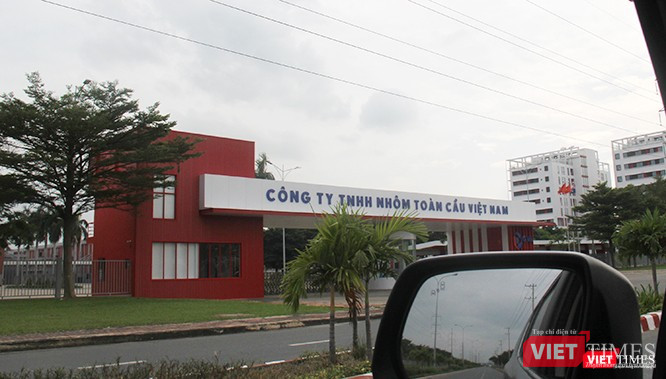 CÔNG TY TNHH NHÔM TOÀN CẦU VIỆT NAM
Tạp chí điện tử
VIETTIMES
VIETTIMES